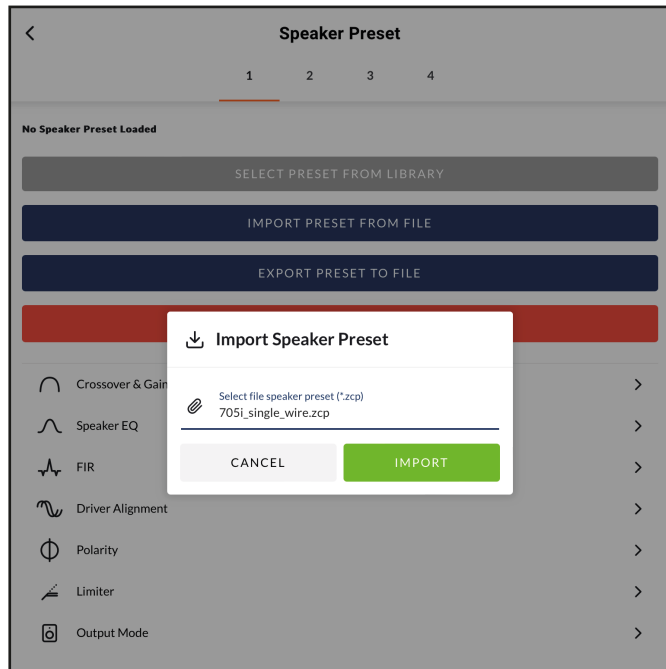 Speaker Preset
1 2 3 4
No Speaker Preset Loaded
SELECT PRESET FROM LIBRARY
IMPORT PRESET FROM FILE
EXPORT PRESET TO FILE
Import Speaker Preset
Select file speaker preset (*.zcp)
705i_single_wire.zcp
CANCEL IMPORT
Crossover & Gain
Speaker EQ
FIR
Driver Alignment
Polarity
Limiter
Output Mode